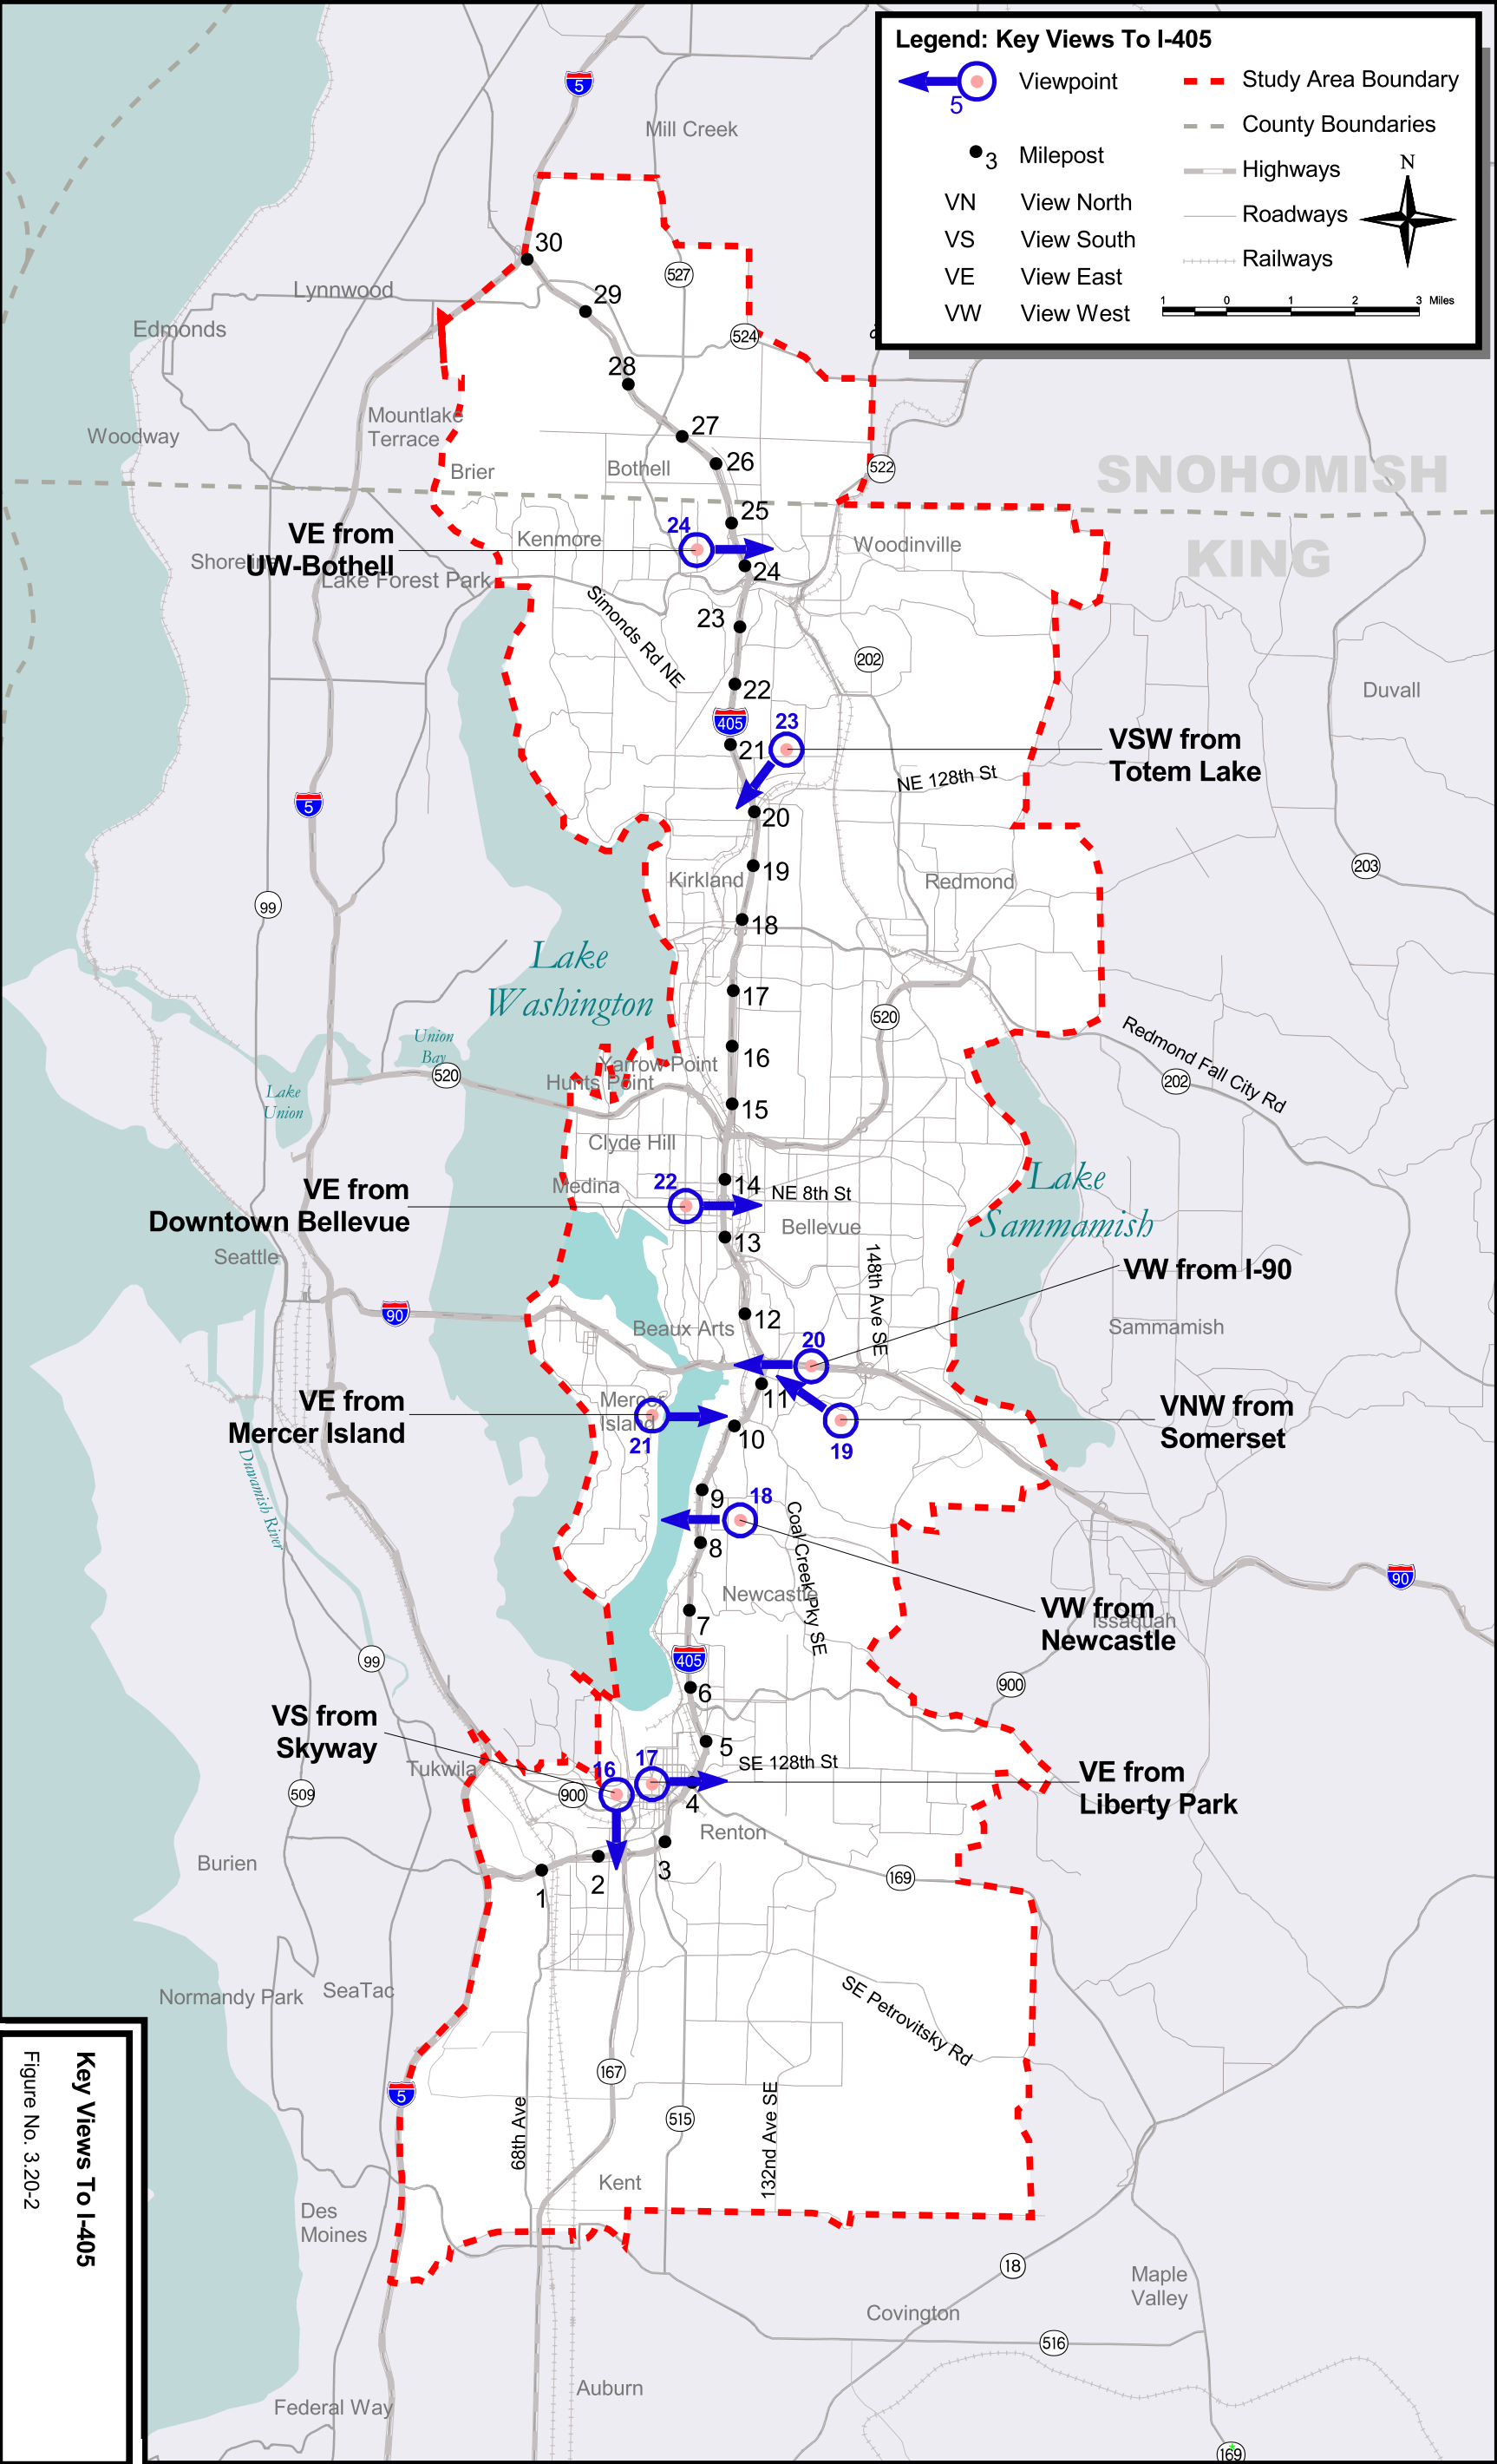 Legend: Key Views To I-405
5
Viewpoint
3
Milepost
VN View North
VS View South
VE View East
VW View West
Study Area Boundary
County Boundaries
Highways
Roadways
Railways
N
1 0 1 2 3 Miles
5
Mill Creek
30
527
Lynnwood
29
Edmonds
524
28
Mountlake
Terrace
Woodway
27
26
Bothell
Brier
522
SNOHOMISH
KING
25
24
VE from
UW-Bothell
Kenmore
Woodinville
Shoreline
Lake Forest Park
24
Simonds Rd NE
23
202
22
Duvall
405
23
21
VSW from
Totem Lake
NE 128th St
5
20
19
Kirkland
Redmond
203
99
18
Lake
Washington
17
520
Union
Bay
520
16
Yarrow Point
Hunts Point
Redmond Fall City Rd
202
Lake
Union
15
Clyde Hill
14
Medina
22
NE 8th St
VE from
Downtown Bellevue
Bellevue
Lake
Sammamish
13
Seattle
148th Ave SE
VW from I-90
90
12
Beaux Arts
Sammamish
20
11
Mercer
Island
VE from
Mercer Island
21
10
19
VNW from
Somerset
9
18
Duwamish River
Coal Creek Pky SE
8
90
Newcastle
VW from
Newcastle
Issaquah
7
99
405
900
6
VS from
Skyway
5
SE 128th St
Tukwila
16
17
VE from
Liberty Park
509
900
4
Renton
Burien
3
2
1
169
Normandy Park
SeaTac
SE Petrovitsky Rd
167
5
68th Ave
515
132nd Ave SE
Kent
Des
Moines
18
Maple
Valley
Covington
516
Auburn
Federal Way
169
Key Views To I-405
Figure No. 3.20-2